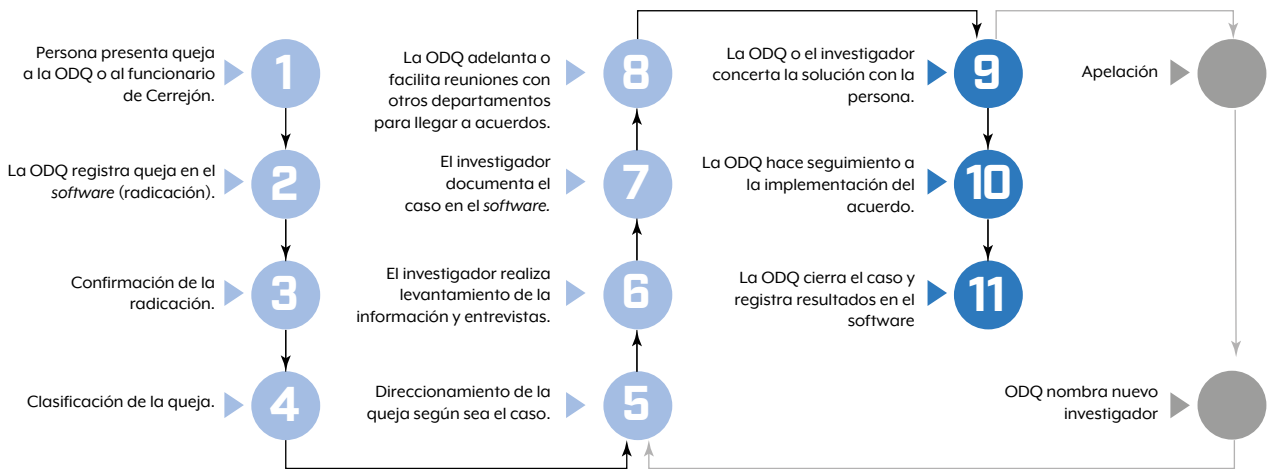 Persona presenta queja
a la ODQ o al funcionario
de Cerrejón.
1
La ODQ registra queja en el
software (radicación).
2
Confirmación de la
radicación.
3
Clasificación de la queja.
4
Direccionamiento de la
queja según sea el caso.
5
El investigador realiza
levantamiento de la
información y entrevistas.
6
El investigador
documenta el
caso en el software.
7
La ODQ adelanta o
facilita reuniones con
otros departamentos
para llegar a acuerdos.
8
La ODQ o el investigador
concerta la solución con la
persona.
9
La ODQ hace seguimiento a
la implementación del
acuerdo.
10
La ODQ cierra el caso y
registra resultados en el
software
11
Apelación
ODQ nombra nuevo
investigador